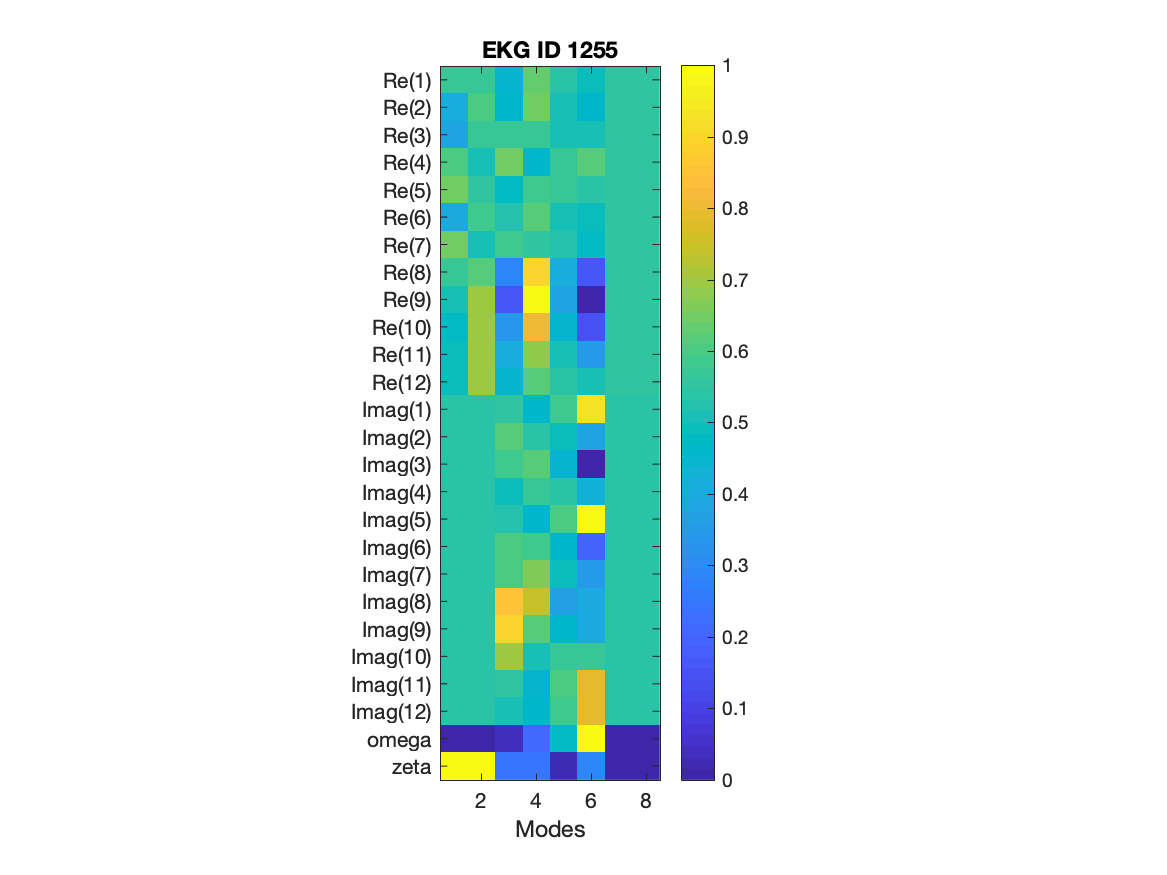 EKG ID 1255
Re(1)
Re(2)
Re(3)
Re(4)
Re(5)
Re(6)
Re(7)
Re(8)
Re(9)
Re(10)
Re(11)
Re(12)
Imag(1)
Imag(2)
Imag(3)
Imag(4)
Imag(5)
Imag(6)
Imag(7)
Imag(8)
Imag(9)
Imag(10)
Imag(11)
Imag(12)
omega
zeta
2 4 6 8
Modes
1
0.9
0.8
0.7
0.6
0.5
0.4
0.3
0.2
0.1
0